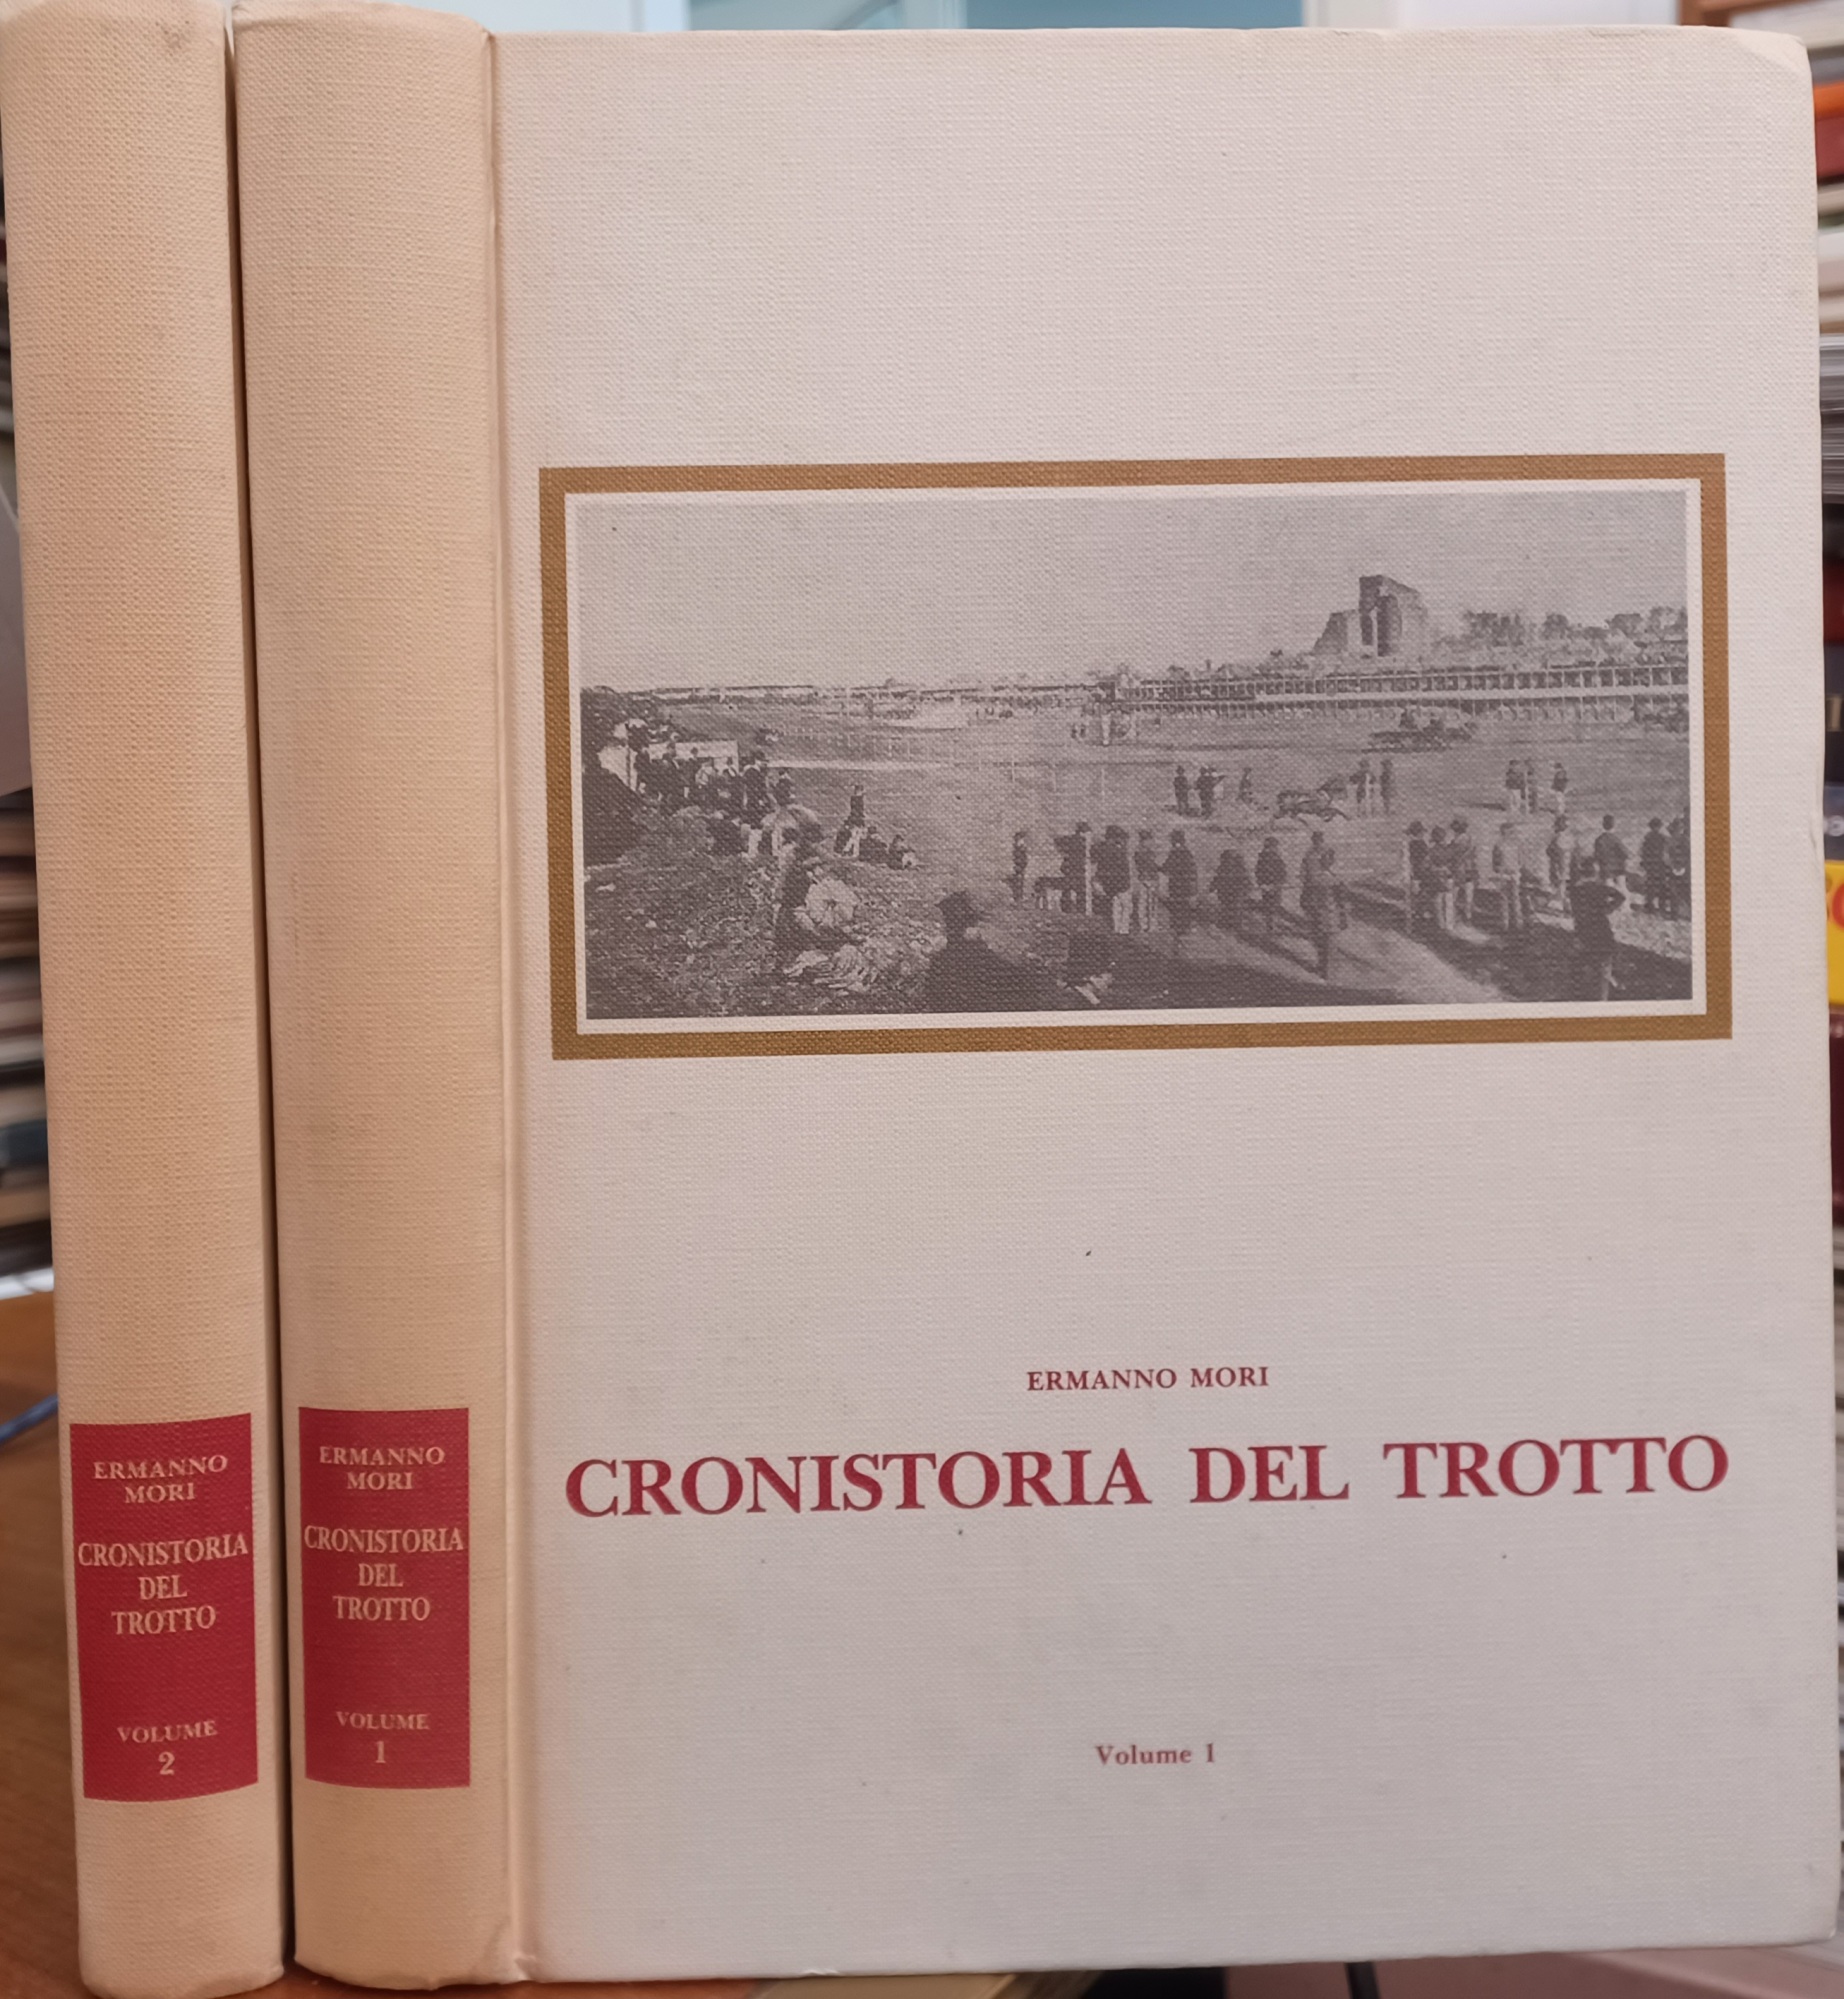 ERMANNO
MORI
CRONISTORIA
DEL
TROTTO
VOLUME
2
ERMANNO
MORI
CRONISTORIA
DEL
TROTTO
VOLUME
1
ERMANNO MORI
CRONISTORIA DEL TROTTO
Volume 1